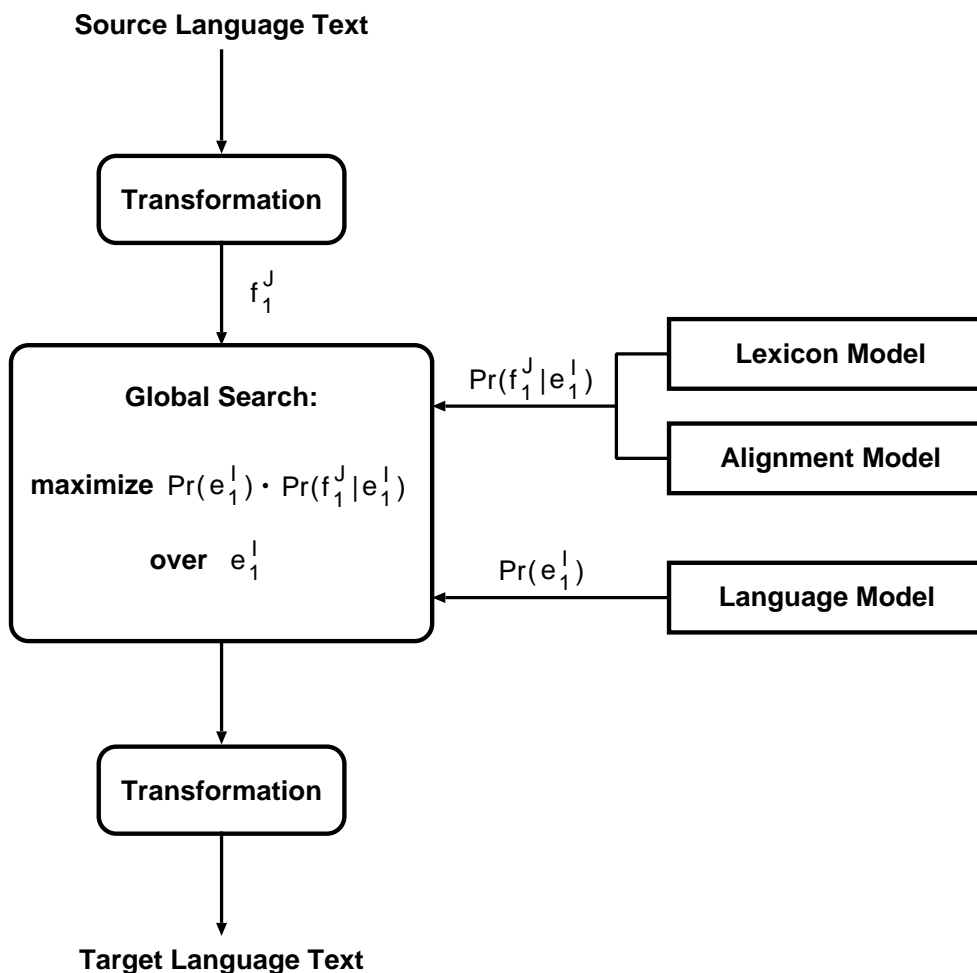 Source Language Text
Transformation
f_1^J
Global Search:
maximize Pr(e_1^I) · Pr(f_1^J|e_1^I)
over e_1^I
Pr(f_1^J|e_1^I)
Lexicon Model
Alignment Model
Pr(e_1^I)
Language Model
Transformation
Target Language Text